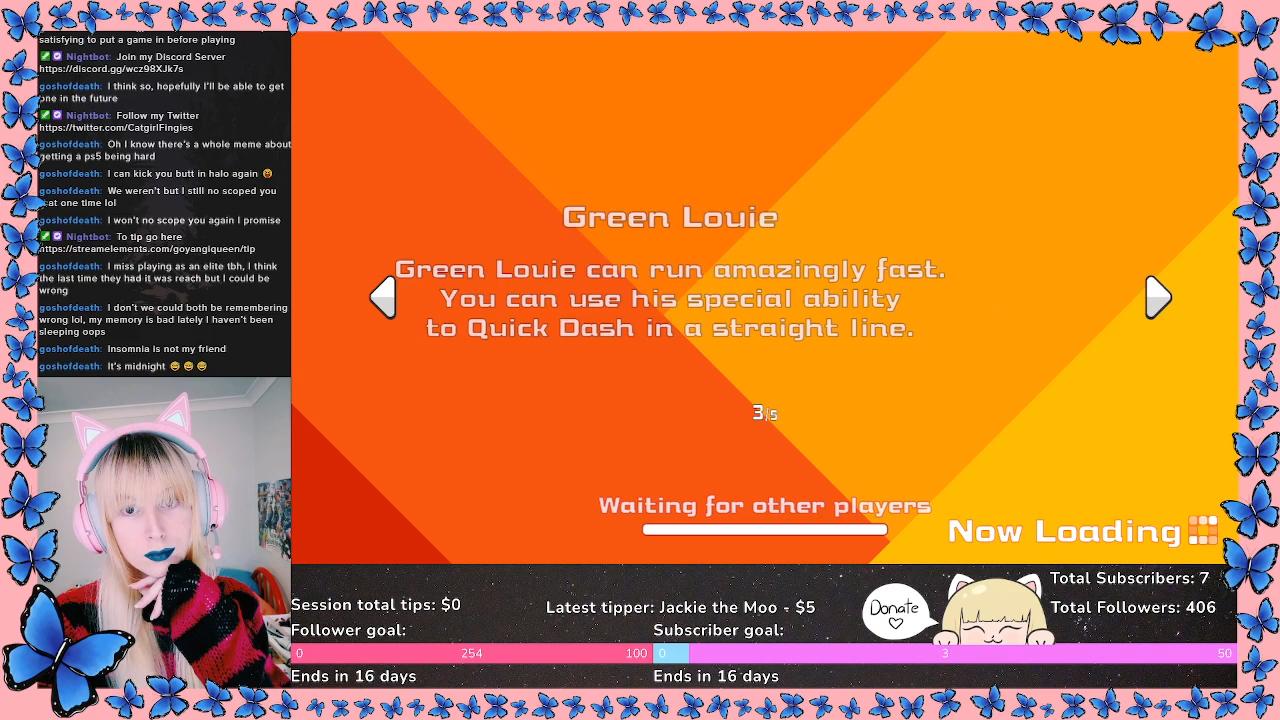 satisfying to put a game in before playing
Nightbot: Join my Discord Server
https://discord.gg/wcz98XJk7s
goshofdeath: I think so, hopefully I'll be able to get
one in the future
Nightbot: Follow my Twitter
https://twitter.com/CatgirlFingies
goshofdeath: Oh I know there's a whole meme about
getting a ps5 being hard
goshofdeath: I can kick you butt in halo again
goshofdeath: We weren't but I still no scoped you
that one time lol
goshofdeath: I won't no scope you again I promise
Nightbot: To tip go here
https://streamelements.com/goyangiqueen/tip
goshofdeath: I miss playing as an elite tbh, I think
the last time they had it was reach but I could be
wrong
goshofdeath: I don't we could both be remembering
wrong lol, my memory is bad lately I haven't been
sleeping oops
goshofdeath: Insomnia is not my friend
goshofdeath: It's midnight
Green Louie
Green Louie can run amazingly fast.
You can use his special ability
to Quick Dash in a straight line.
3/5
Waiting for other players
Now Loading
Session total tips: $0
Latest tipper: Jackie the Moo - $5
Donate
Total Subscribers: 7
Total Followers: 406
Follower goal:
Subscriber goal:
0 254 100
0 3 50
Ends in 16 days
Ends in 16 days